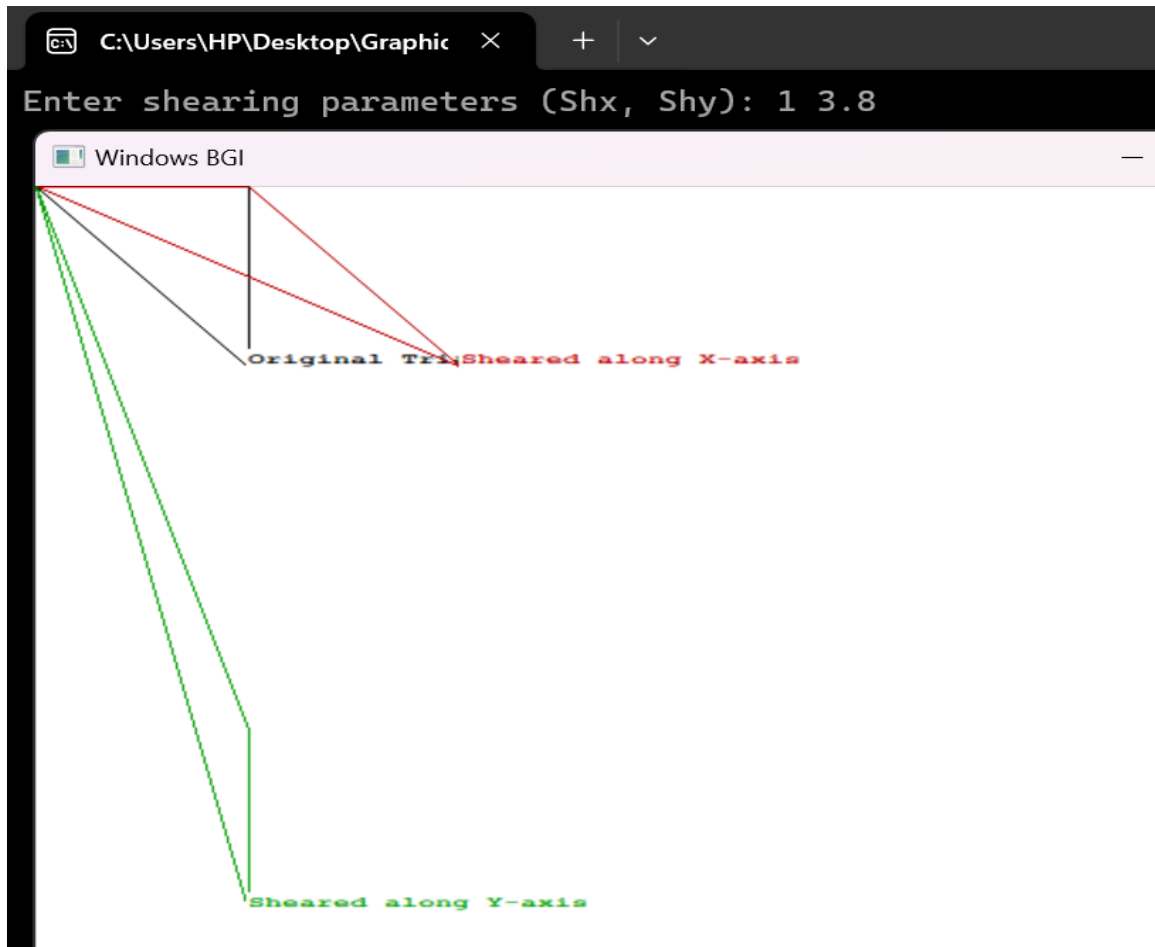 C:\Users\HP\Desktop\Graphic
Enter shearing parameters (Shx, Shy): 1 3.8
Windows BGI
Original Tri
Sheared along X-axis
Sheared along Y-axis